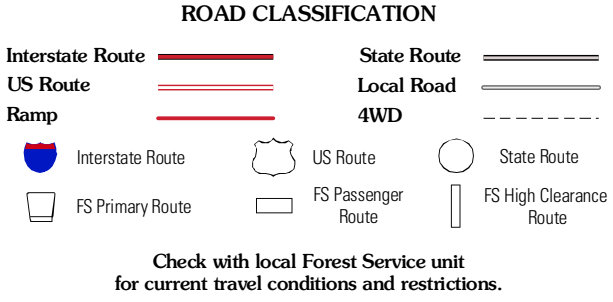 ROAD CLASSIFICATION
Interstate Route
State Route
US Route
Local Road
Ramp
4WD
Interstate Route
US Route
State Route
FS Primary Route
FS Passenger
Route
FS High Clearance
Route
Check with local Forest Service unit
for current travel conditions and restrictions.